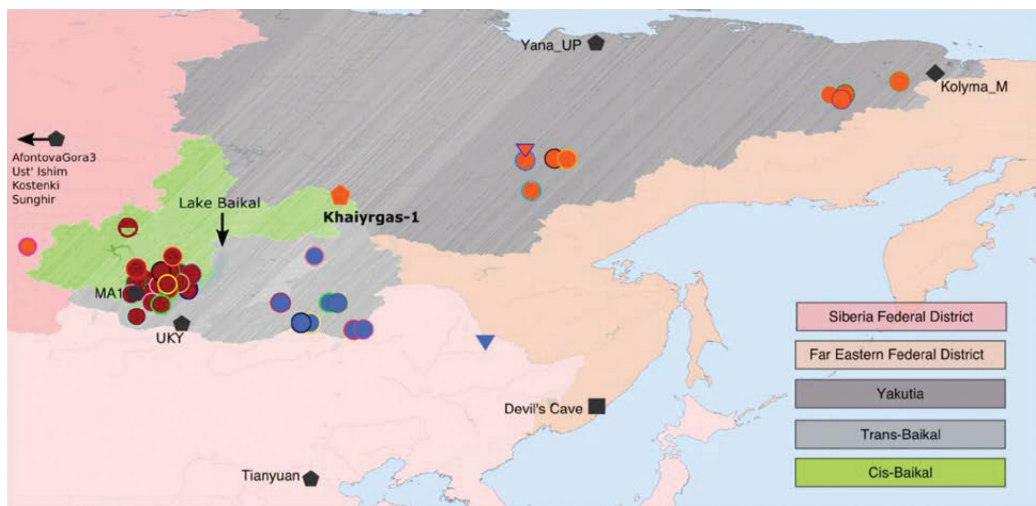 Yana_UP
Kolyma_M
AfontovaGora3
Ust' Ishim
Kostenki
Sunghir
Lake Baikal
Khaiyrgas-1
MA1
UKY
Devil's Cave
Tianyuan
Siberia Federal District
Far Eastern Federal District
Yakutia
Trans-Baikal
Cis-Baikal